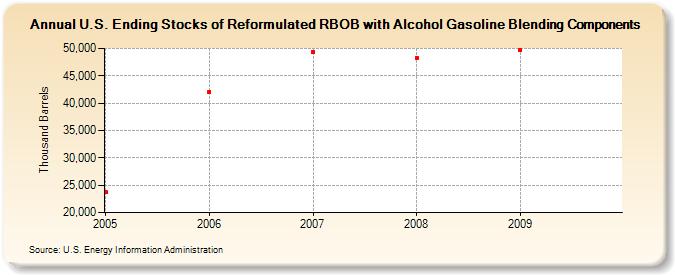 Annual U.S. Ending Stocks of Reformulated RBOB with Alcohol Gasoline Blending Components
Thousand Barrels
50,000
45,000
40,000
35,000
30,000
25,000
20,000
2005 2006 2007 2008 2009
Source: U.S. Energy Information Administration